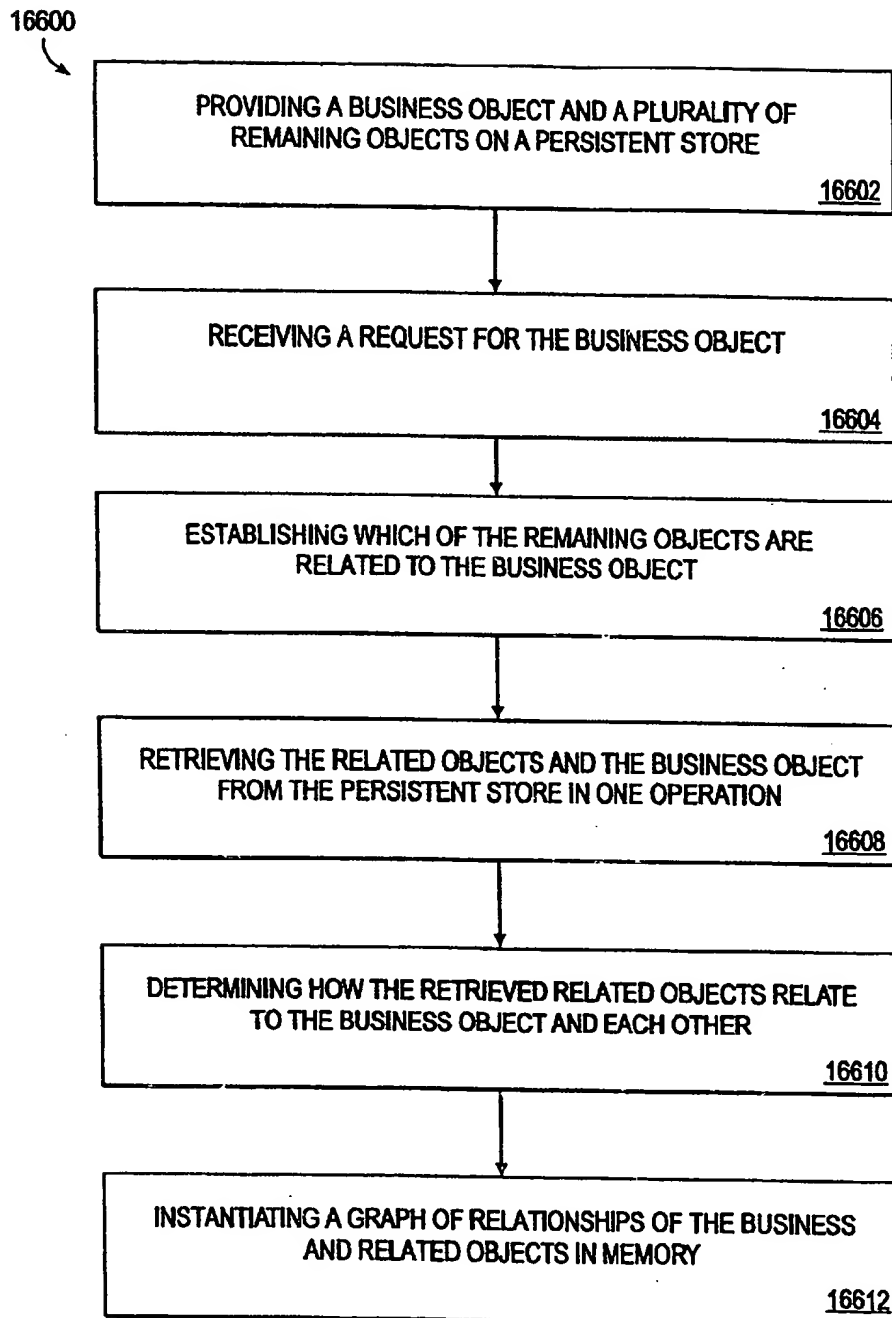 16600
PROVIDING A BUSINESS OBJECT AND A PLURALITY OF
REMAINING OBJECTS ON A PERSISTENT STORE
16602
RECEIVING A REQUEST FOR THE BUSINESS OBJECT
16604
ESTABLISHING WHICH OF THE REMAINING OBJECTS ARE
RELATED TO THE BUSINESS OBJECT
16606
RETRIEVING THE RELATED OBJECTS AND THE BUSINESS OBJECT
FROM THE PERSISTENT STORE IN ONE OPERATION
16608
DETERMINING HOW THE RETRIEVED RELATED OBJECTS RELATE
TO THE BUSINESS OBJECT AND EACH OTHER
16610
INSTANTIATING A GRAPH OF RELATIONSHIPS OF THE BUSINESS
AND RELATED OBJECTS IN MEMORY
16612